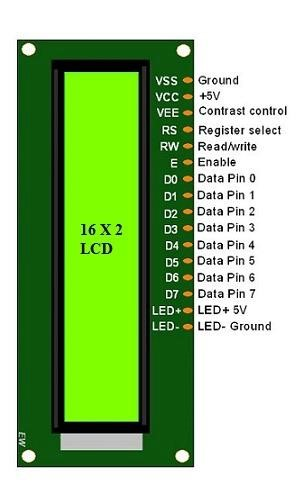 VSS Ground
VCC +5V
VEE Contrast control
RS Register select
RW Read/write
E Enable
D0 Data Pin 0
D1 Data Pin 1
D2 Data Pin 2
D3 Data Pin 3
D4 Data Pin 4
D5 Data Pin 5
D6 Data Pin 6
D7 Data Pin 7
LED+ LED+ 5V
LED- LED- Ground
16 X 2
LCD
EW